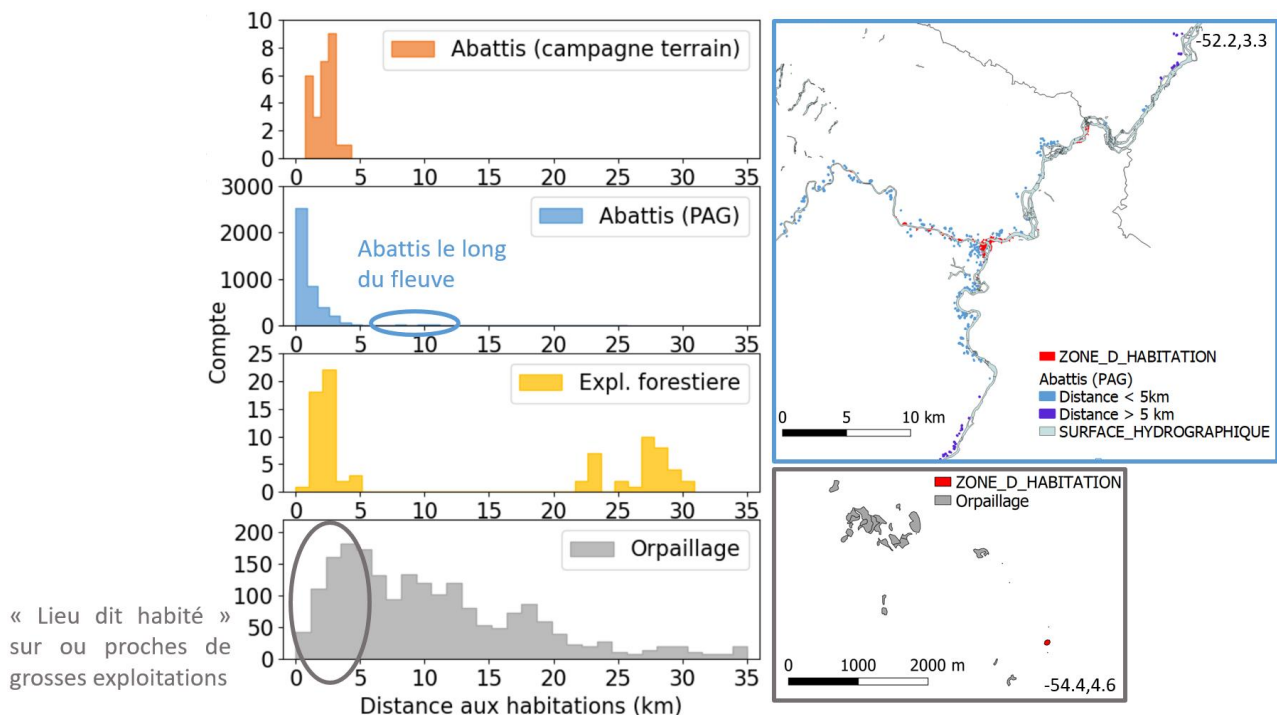 10
8
6
4
2
0
Abattis (campagne terrain)
0 5 10 15 20 25 30 35
3000
2000
1000
0
Abattis (PAG)
Abattis le long
du fleuve
0 5 10 15 20 25 30 35
Compte
25
20
15
10
5
0
Expl. forestiere
0 5 10 15 20 25 30 35
200
150
100
50
0
Orpaillage
0 5 10 15 20 25 30 35
Distance aux habitations (km)
« Lieu dit habité »
sur ou proches de
grosses exploitations
-52.2,3.3
ZONE_D_HABITATION
Abattis (PAG)
Distance < 5km
Distance > 5 km
SURFACE_HYDROGRAPHIQUE
0 5 10 km
ZONE_D_HABITATION
Orpaillage
0 1000 2000 m
-54.4,4.6